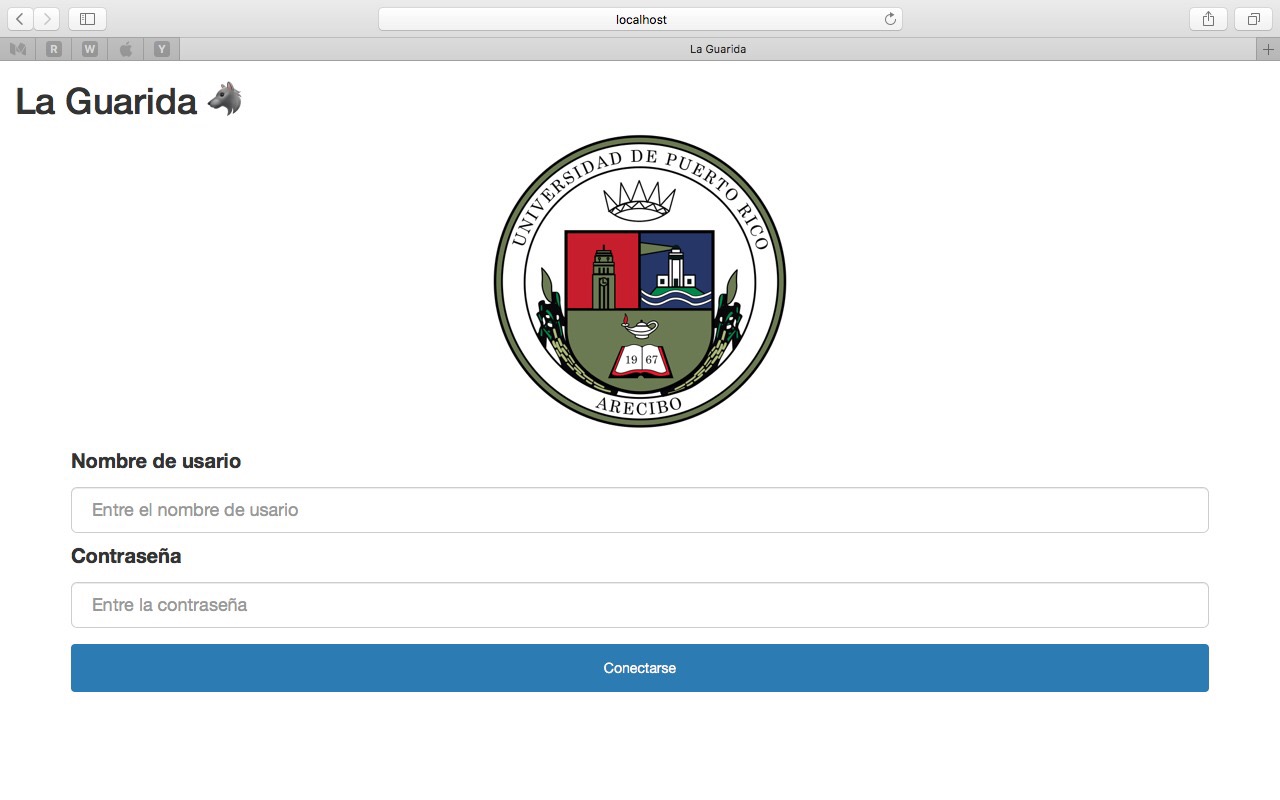 localhost
R
W
Y
La Guarida
La Guarida 🐺
UNIVERSIDAD DE PUERTO RICO
19 67
ARECIBO
Nombre de usario
Entre el nombre de usario
Contraseña
Entre la contraseña
Conectarse